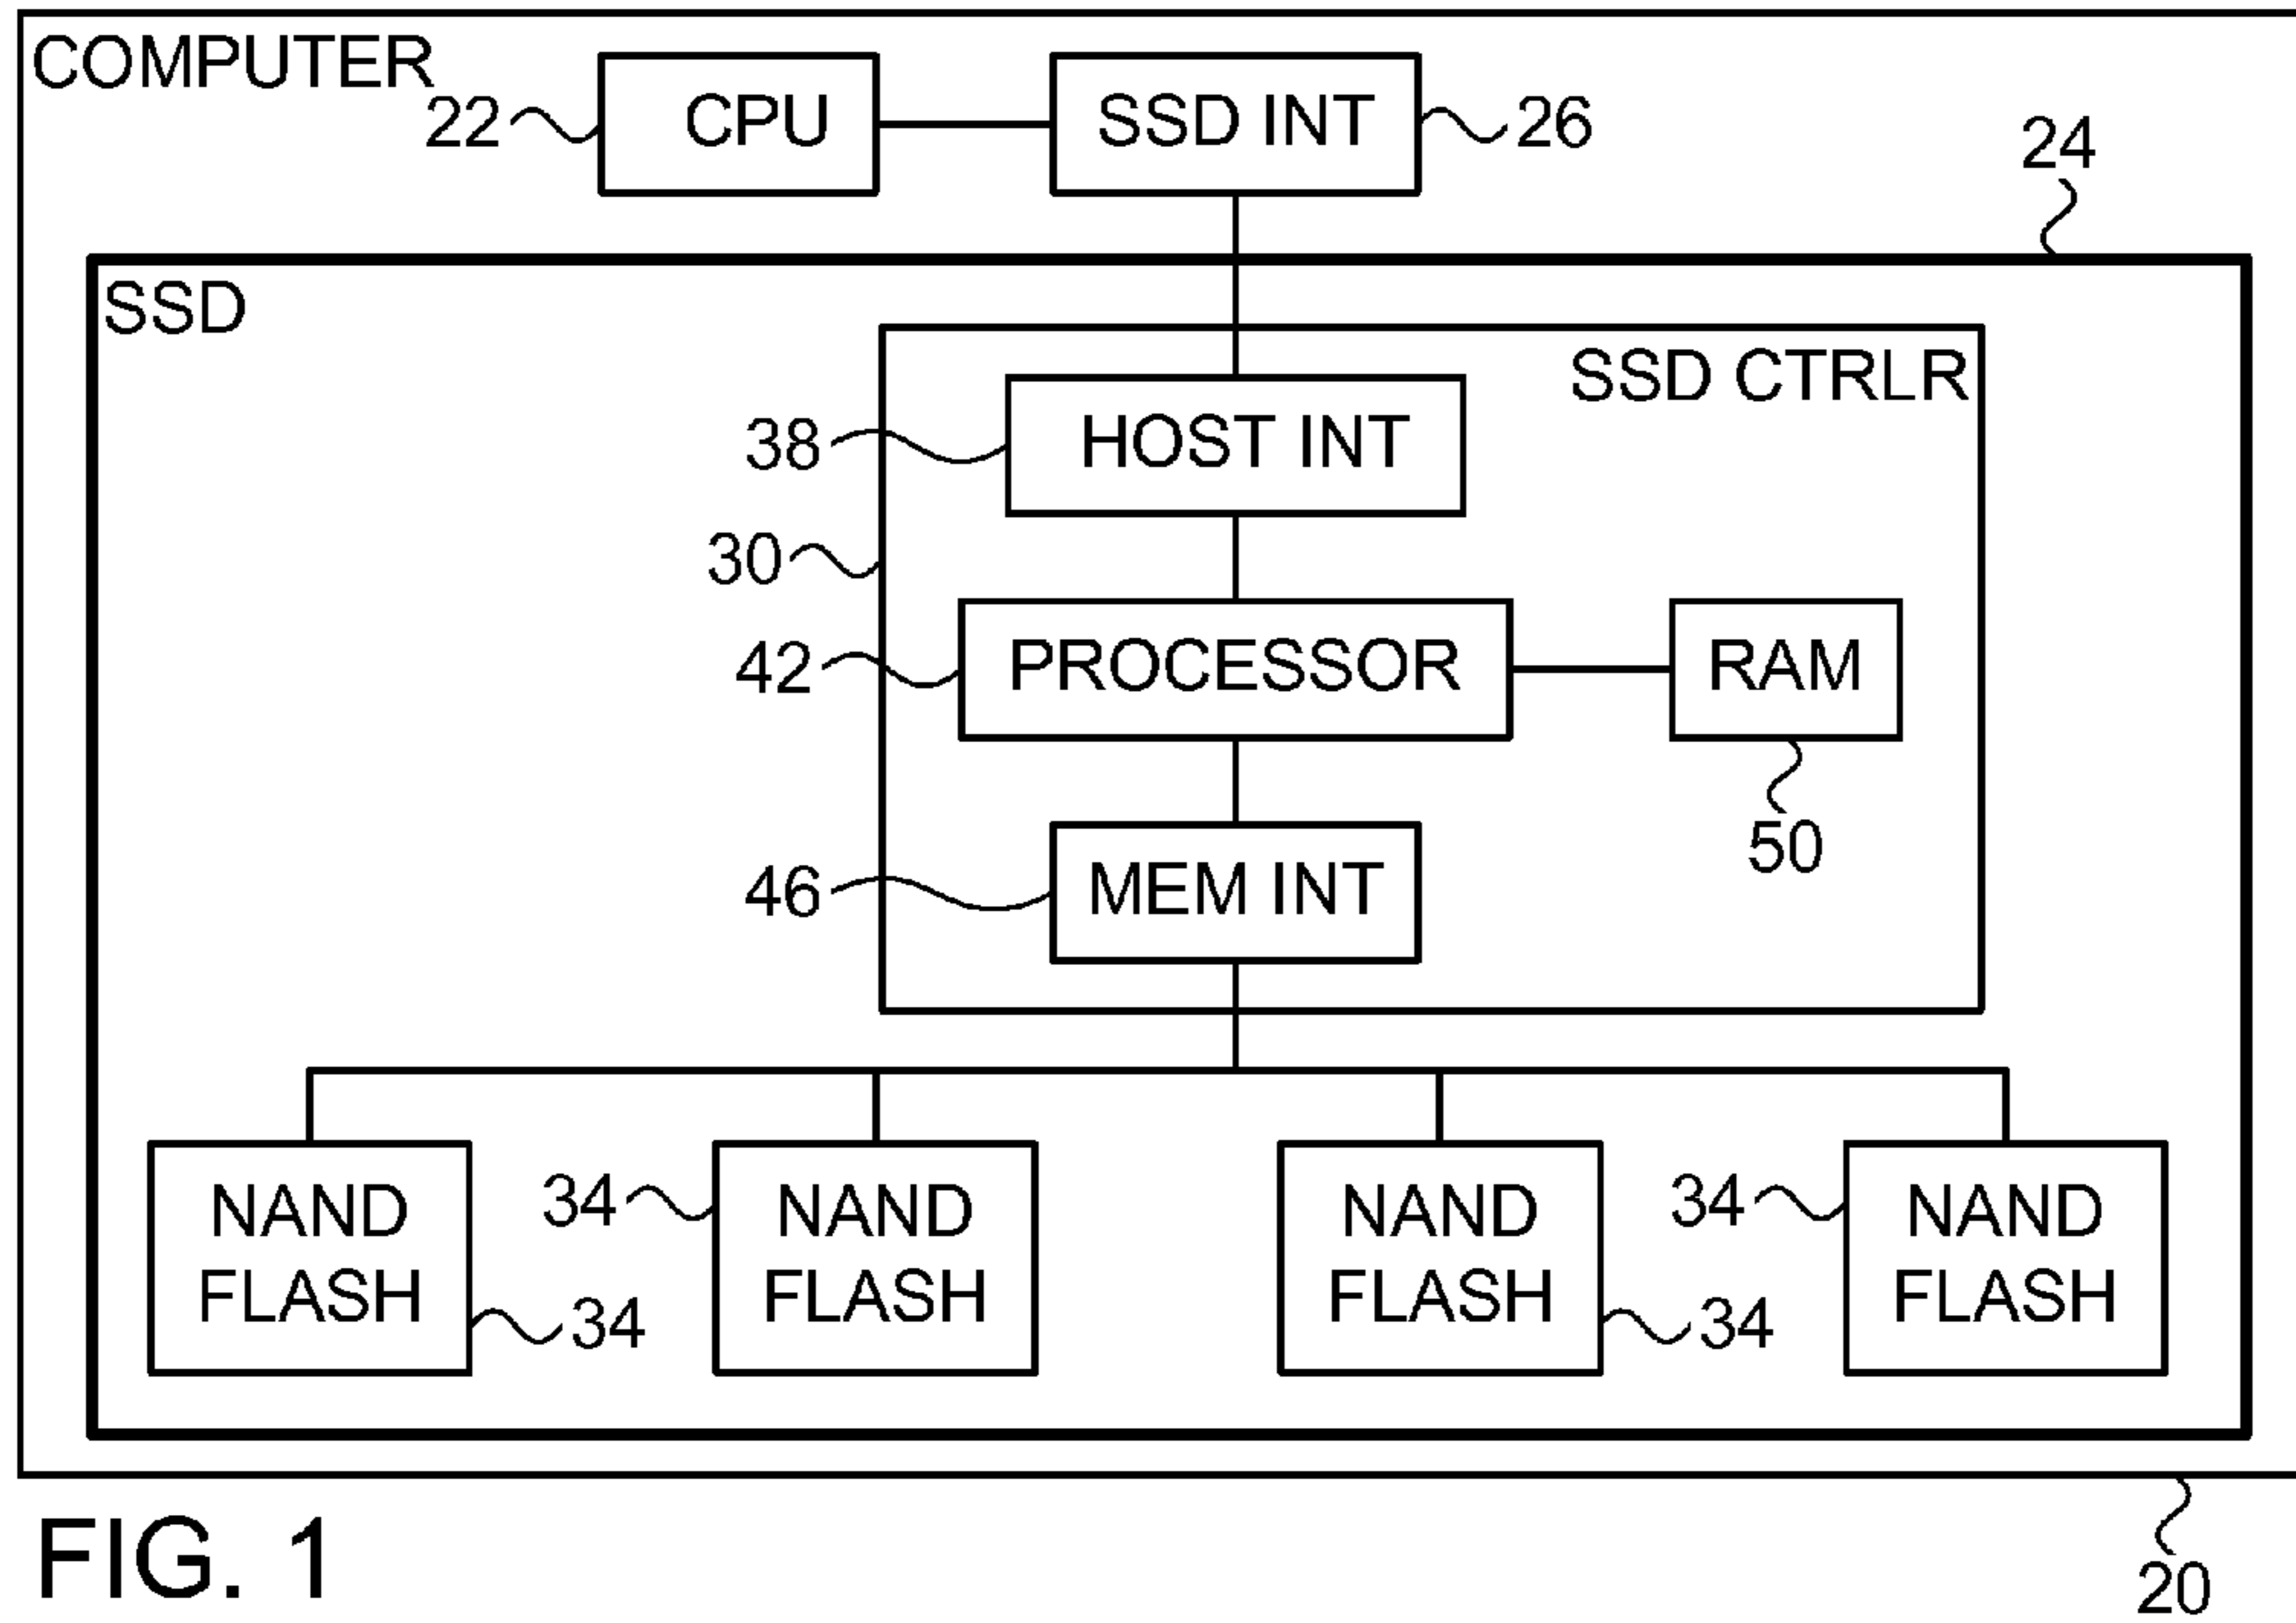 COMPUTER
22
CPU
SSD INT
26
24
SSD
SSD CTRLR
38
HOST INT
30
42
PROCESSOR
RAM
50
46
MEM INT
NAND
FLASH
34
34
NAND
FLASH
NAND
FLASH
34
34
NAND
FLASH
FIG. 1
20